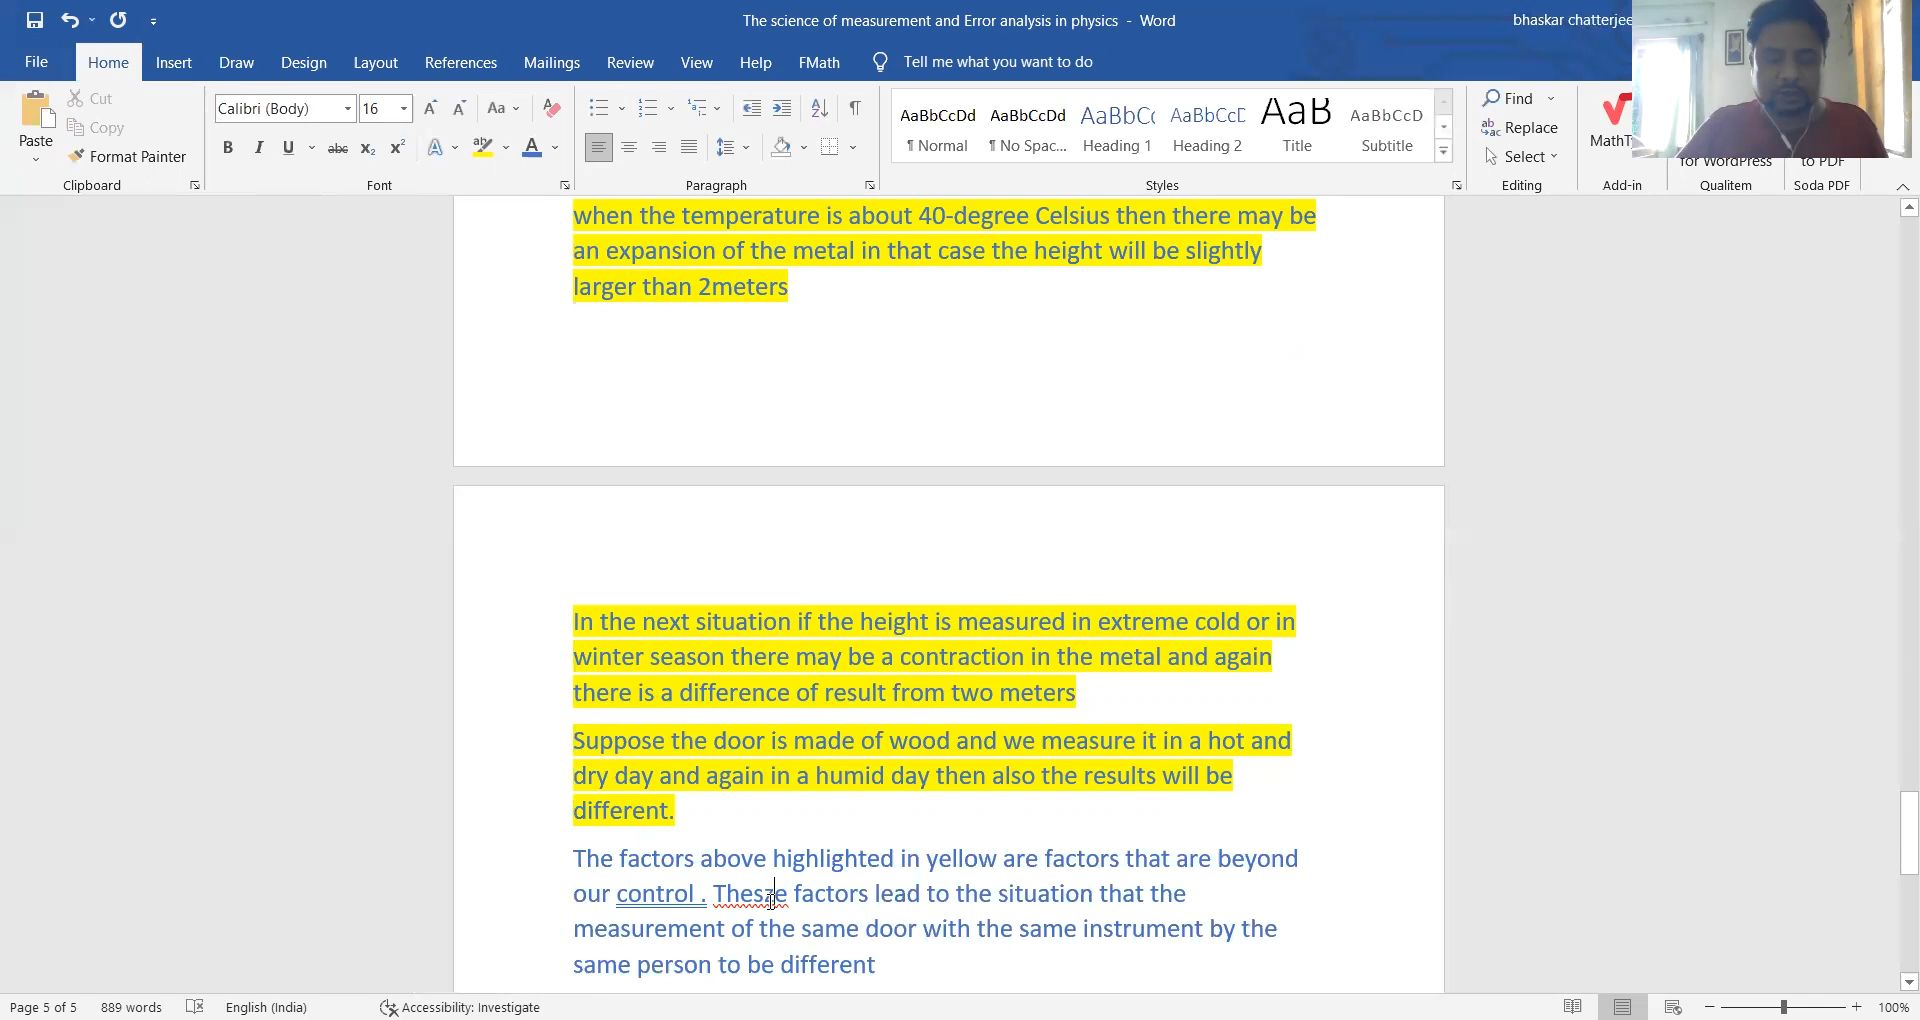 The science of measurement and Error analysis in physics - Word
bhaskar chatterjee
File Home Insert Draw Design Layout References Mailings Review View Help FMath Tell me what you want to do
Cut
Copy
Paste
Format Painter
Clipboard
Calibri (Body) 16
Font
Paragraph
AaBbCcDd AaBbCcDd AaBbC AaBbCcD AaB AaBbCcD
¶ Normal ¶ No Spac... Heading 1 Heading 2 Title Subtitle
Styles
Find
Replace
Select
Editing
Add-in
for WordPress
Qualitem
to PDF
Soda PDF
when the temperature is about 40-degree Celsius then there may be
an expansion of the metal in that case the height will be slightly
larger than 2meters
In the next situation if the height is measured in extreme cold or in
winter season there may be a contraction in the metal and again
there is a difference of result from two meters
Suppose the door is made of wood and we measure it in a hot and
dry day and again in a humid day then also the results will be
different.
The factors above highlighted in yellow are factors that are beyond
our control . factors lead to the situation that the
measurement of the same door with the same instrument by the
same person to be different
Page 5 of 5 889 words English (India) Accessibility: Investigate 100%